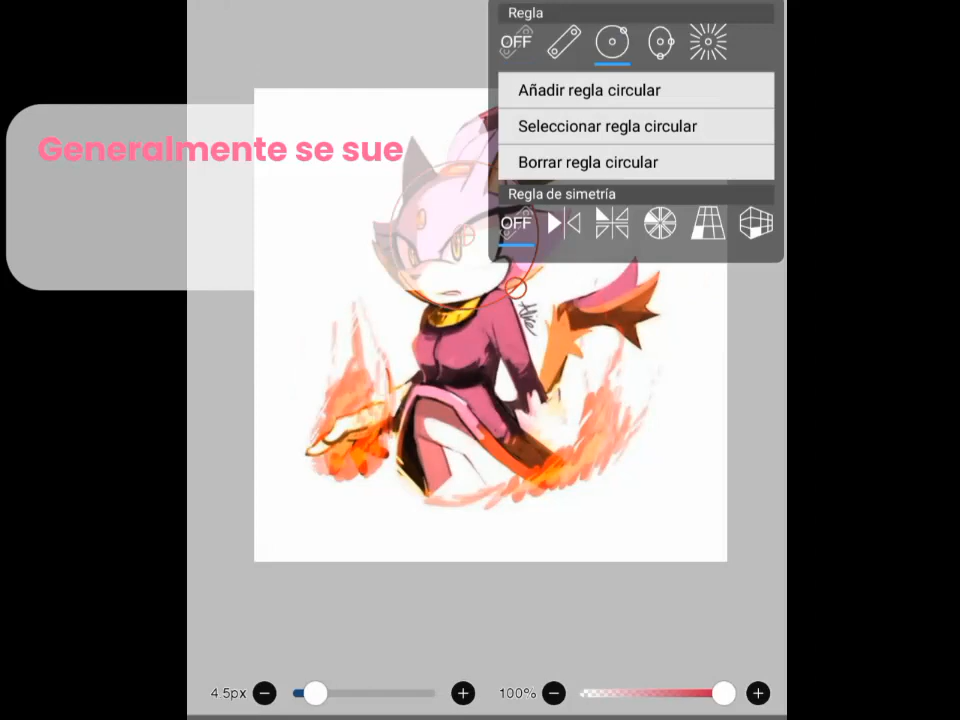 Regla
OFF
Añadir regla circular
Seleccionar regla circular
Borrar regla circular
Generalmente se sue
Regla de simetría
OFF
Alice
4.5px
100%